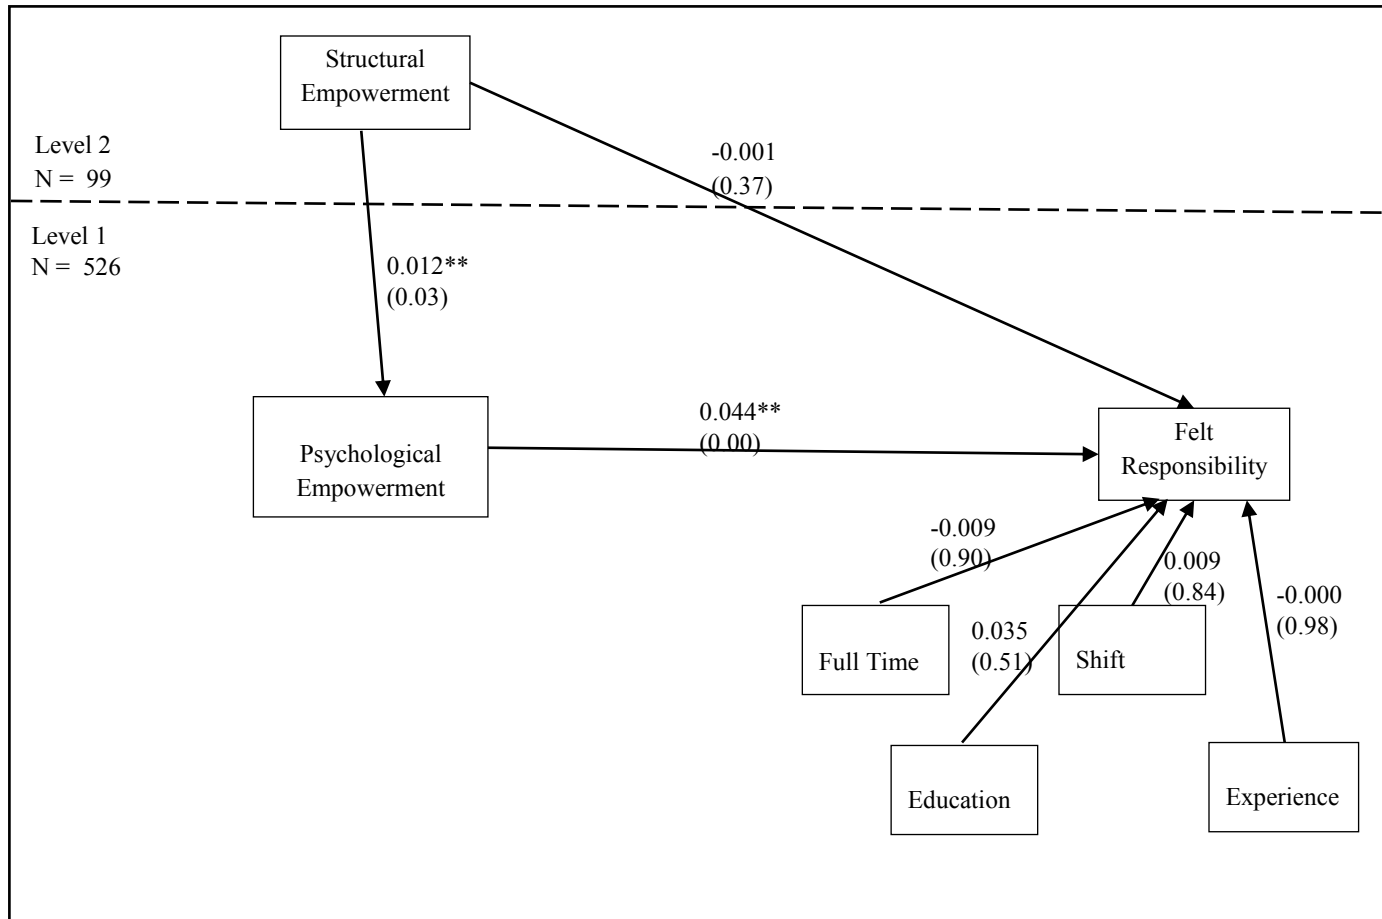 Structural
Empowerment
Level 2
N =  99
-0.001
(0.37)
Level 1
N =  526
0.012**
(0.03)
Psychological
Empowerment
0.044**
(0.00)
Felt
Responsibility
-0.009
(0.90)
0.009
(0.84)
-0.000
(0.98)
0.035
(0.51)
Full Time
Shift
Education
Experience